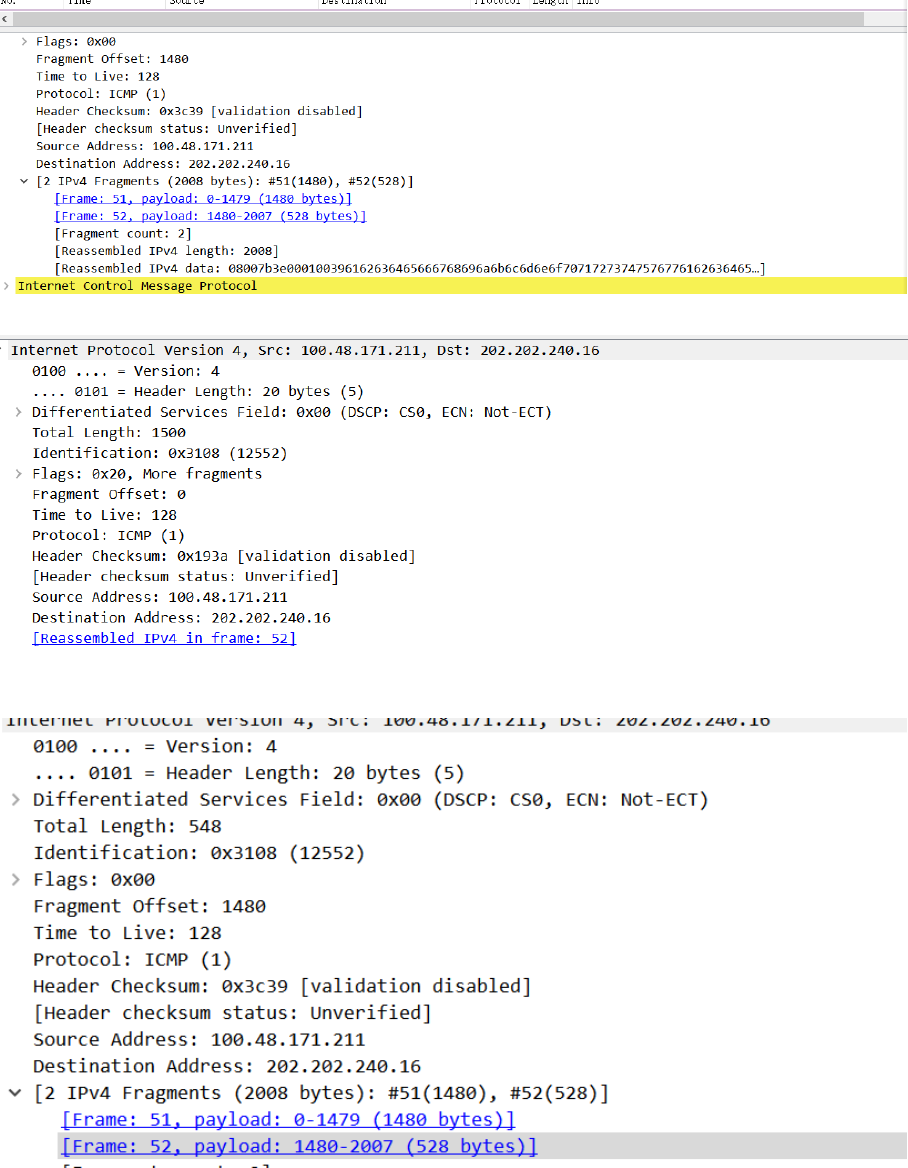 No. Time Source Destination Protocol Length Info
Flags: 0x00
Fragment Offset: 1480
Time to Live: 128
Protocol: ICMP (1)
Header Checksum: 0x3c39 [validation disabled]
[Header checksum status: Unverified]
Source Address: 100.48.171.211
Destination Address: 202.202.240.16
[2 IPv4 Fragments (2008 bytes): #51(1480), #52(528)]
[Frame: 51, payload: 0-1479 (1480 bytes)]
[Frame: 52, payload: 1480-2007 (528 bytes)]
[Fragment count: 2]
[Reassembled IPv4 length: 2008]
[Reassembled IPv4 data: 08007b3e000100396162636465666768696a6b6c6d6e6f7071727374757677616263646465…]
Internet Control Message Protocol
Internet Protocol Version 4, Src: 100.48.171.211, Dst: 202.202.240.16
0100 .... = Version: 4
.... 0101 = Header Length: 20 bytes (5)
Differentiated Services Field: 0x00 (DSCP: CS0, ECN: Not-ECT)
Total Length: 1500
Identification: 0x3108 (12552)
Flags: 0x20, More fragments
Fragment Offset: 0
Time to Live: 128
Protocol: ICMP (1)
Header Checksum: 0x193a [validation disabled]
[Header checksum status: Unverified]
Source Address: 100.48.171.211
Destination Address: 202.202.240.16
[Reassembled IPv4 in frame: 52]
Internet Protocol Version 4, Src: 100.48.171.211, Dst: 202.202.240.16
0100 .... = Version: 4
.... 0101 = Header Length: 20 bytes (5)
Differentiated Services Field: 0x00 (DSCP: CS0, ECN: Not-ECT)
Total Length: 548
Identification: 0x3108 (12552)
Flags: 0x00
Fragment Offset: 1480
Time to Live: 128
Protocol: ICMP (1)
Header Checksum: 0x3c39 [validation disabled]
[Header checksum status: Unverified]
Source Address: 100.48.171.211
Destination Address: 202.202.240.16
[2 IPv4 Fragments (2008 bytes): #51(1480), #52(528)]
[Frame: 51, payload: 0-1479 (1480 bytes)]
[Frame: 52, payload: 1480-2007 (528 bytes)]